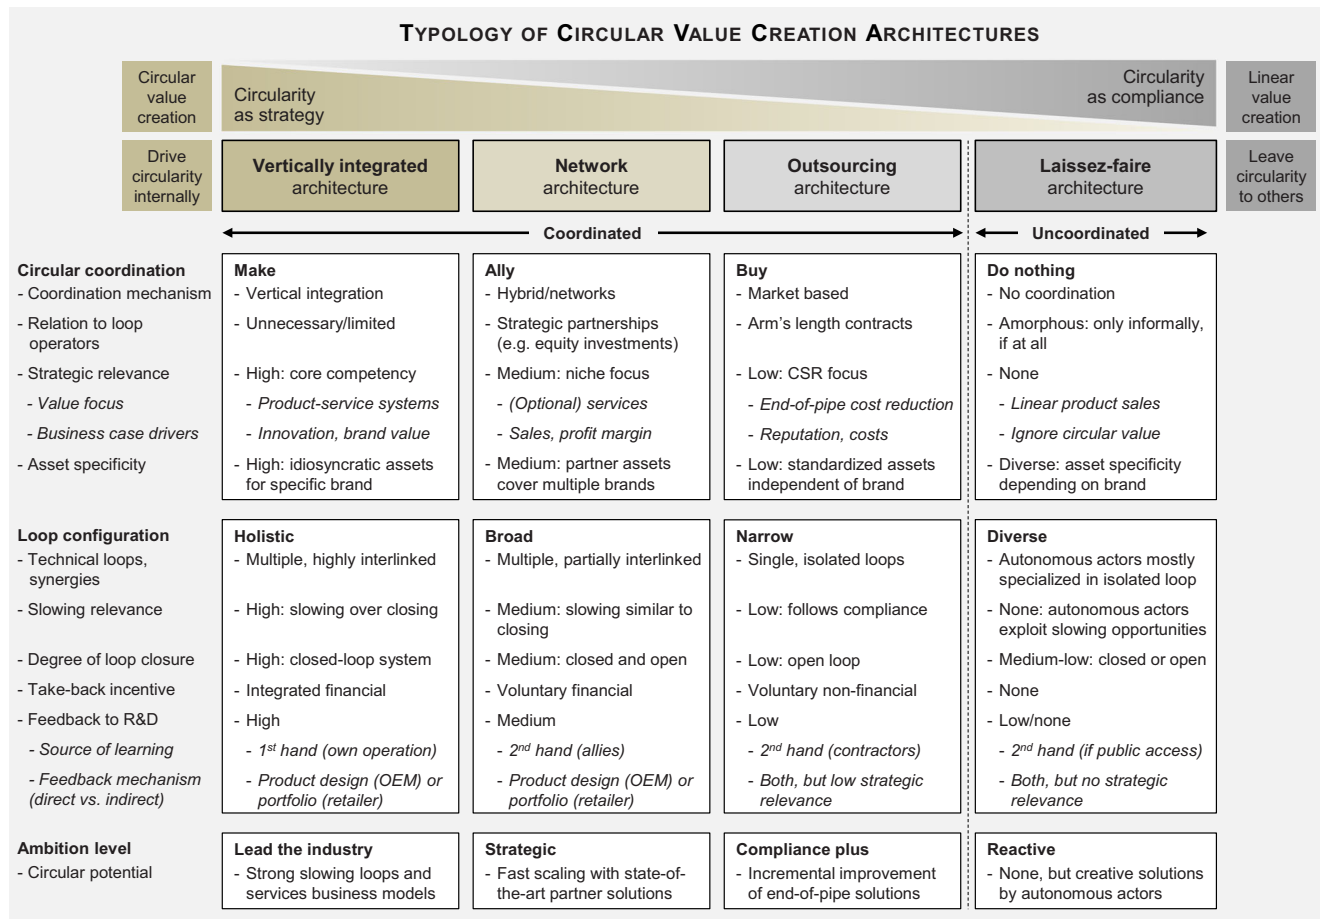 TYPOLOGY OF CIRCULAR VALUE CREATION ARCHITECTURES
Circular
value
creation
Circularity
as strategy
Circularity
as compliance
Linear
value
creation
Drive
circularity
internally
Vertically integrated
architecture
Network
architecture
Outsourcing
architecture
Laissez-faire
architecture
Leave
circularity
to others
Coordinated
Uncoordinated
Circular coordination
- Coordination mechanism
- Relation to loop
operators
- Strategic relevance
- Value focus
- Business case drivers
- Asset specificity
Make
- Vertical integration
- Unnecessary/limited
- High: core competency
- Product-service systems
- Innovation, brand value
- High: idiosyncratic assets
for specific brand
Ally
- Hybrid/networks
- Strategic partnerships
(e.g. equity investments)
- Medium: niche focus
- (Optional) services
- Sales, profit margin
- Medium: partner assets
cover multiple brands
Buy
- Market based
- Arm's length contracts
- Low: CSR focus
- End-of-pipe cost reduction
- Reputation, costs
- Low: standardized assets
independent of brand
Do nothing
- No coordination
- Amorphous: only informally,
if at all
- None
- Linear product sales
- Ignore circular value
- Diverse: asset specificity
depending on brand
Loop configuration
- Technical loops,
synergies
- Slowing relevance
- Degree of loop closure
- Take-back incentive
- Feedback to R&D
- Source of learning
- Feedback mechanism
(direct vs. indirect)
Holistic
- Multiple, highly interlinked
- High: slowing over closing
- High: closed-loop system
- Integrated financial
- High
- 1st hand (own operation)
- Product design (OEM) or
portfolio (retailer)
Broad
- Multiple, partially interlinked
- Medium: slowing similar to
closing
- Medium: closed and open
- Voluntary financial
- Medium
- 2nd hand (allies)
- Product design (OEM) or
portfolio (retailer)
Narrow
- Single, isolated loops
- Low: follows compliance
- Low: open loop
- Voluntary non-financial
- Low
- 2nd hand (contractors)
- Both, but low strategic
relevance
Diverse
- Autonomous actors mostly
specialized in isolated loop
- None: autonomous actors
exploit slowing opportunities
- Medium-low: closed or open
- None
- Low/none
- 2nd hand (if public access)
- Both, but no strategic
relevance
Ambition level
- Circular potential
Lead the industry
- Strong slowing loops and
services business models
Strategic
- Fast scaling with state-of-
the-art partner solutions
Compliance plus
- Incremental improvement
of end-of-pipe solutions
Reactive
- None, but creative solutions
by autonomous actors